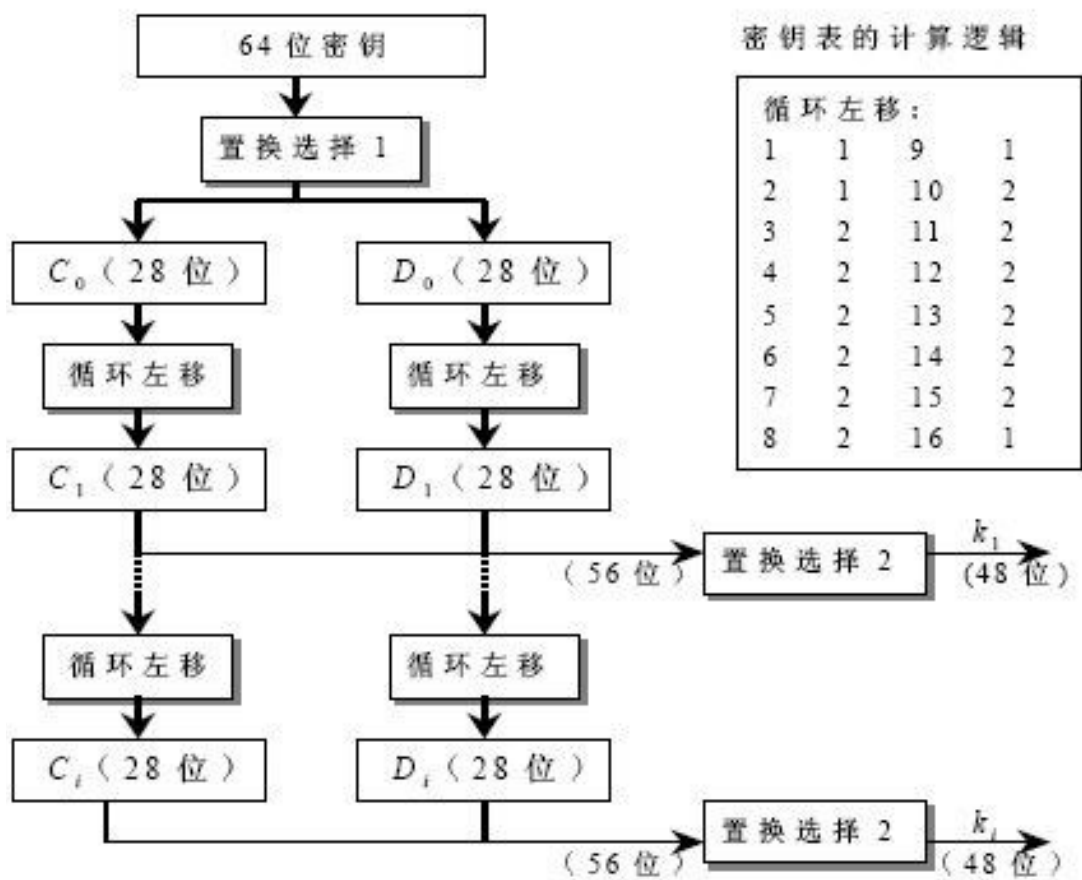 64 位密钥
置换选择 1
C₀（28 位）
D₀（28 位）
循环左移
循环左移
C₁（28 位）
D₁（28 位）
（56 位）
置换选择 2
k₁
(48 位)
循环左移
循环左移
Cᵢ（28 位）
Dᵢ（28 位）
（56 位）
置换选择 2
kᵢ
(48 位)
密钥表的计算逻辑
循环左移：
1 1 9 1
2 1 10 2
3 2 11 2
4 2 12 2
5 2 13 2
6 2 14 2
7 2 15 2
8 2 16 1